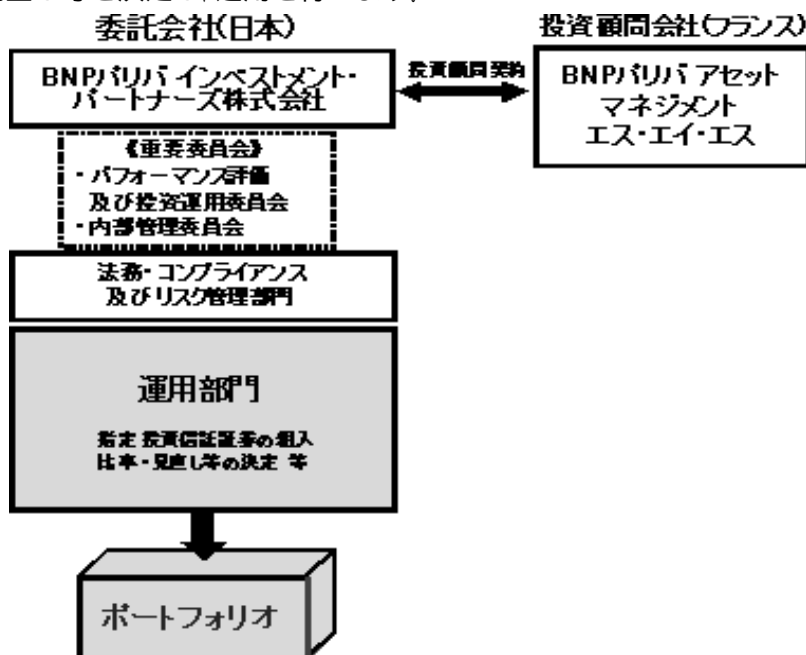 委託会社(日本)
投資顧問会社(フランス)
BNPパリバ インベストメント・
パートナーズ株式会社
投資顧問契約
BNPパリバ アセット
マネジメント
エス・エイ・エス
《重要委員会》
・パフォーマンス評価
及び投資運用委員会
・内部管理委員会
法務・コンプライアンス
及びリスク管理部門
運用部門
指定投資信託証券の組入
比率・見直し等の決定 等
ポートフォリオ